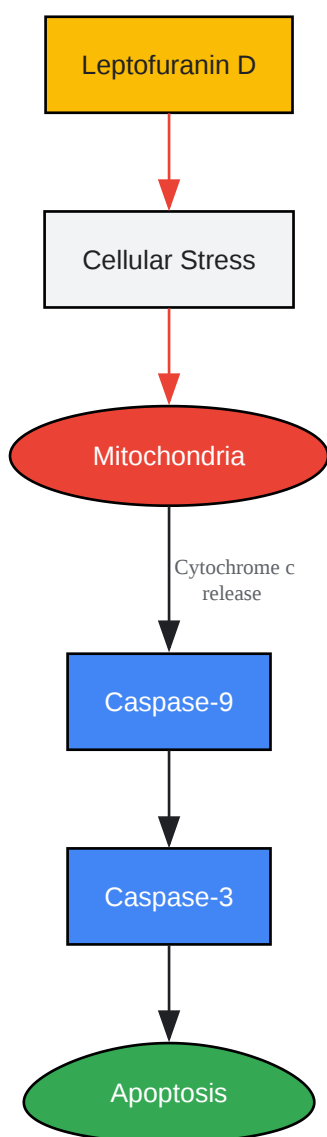 Leptofuranin D
Cellular Stress
Mitochondria
Cytochrome c
release
Caspase-9
Caspase-3
Apoptosis